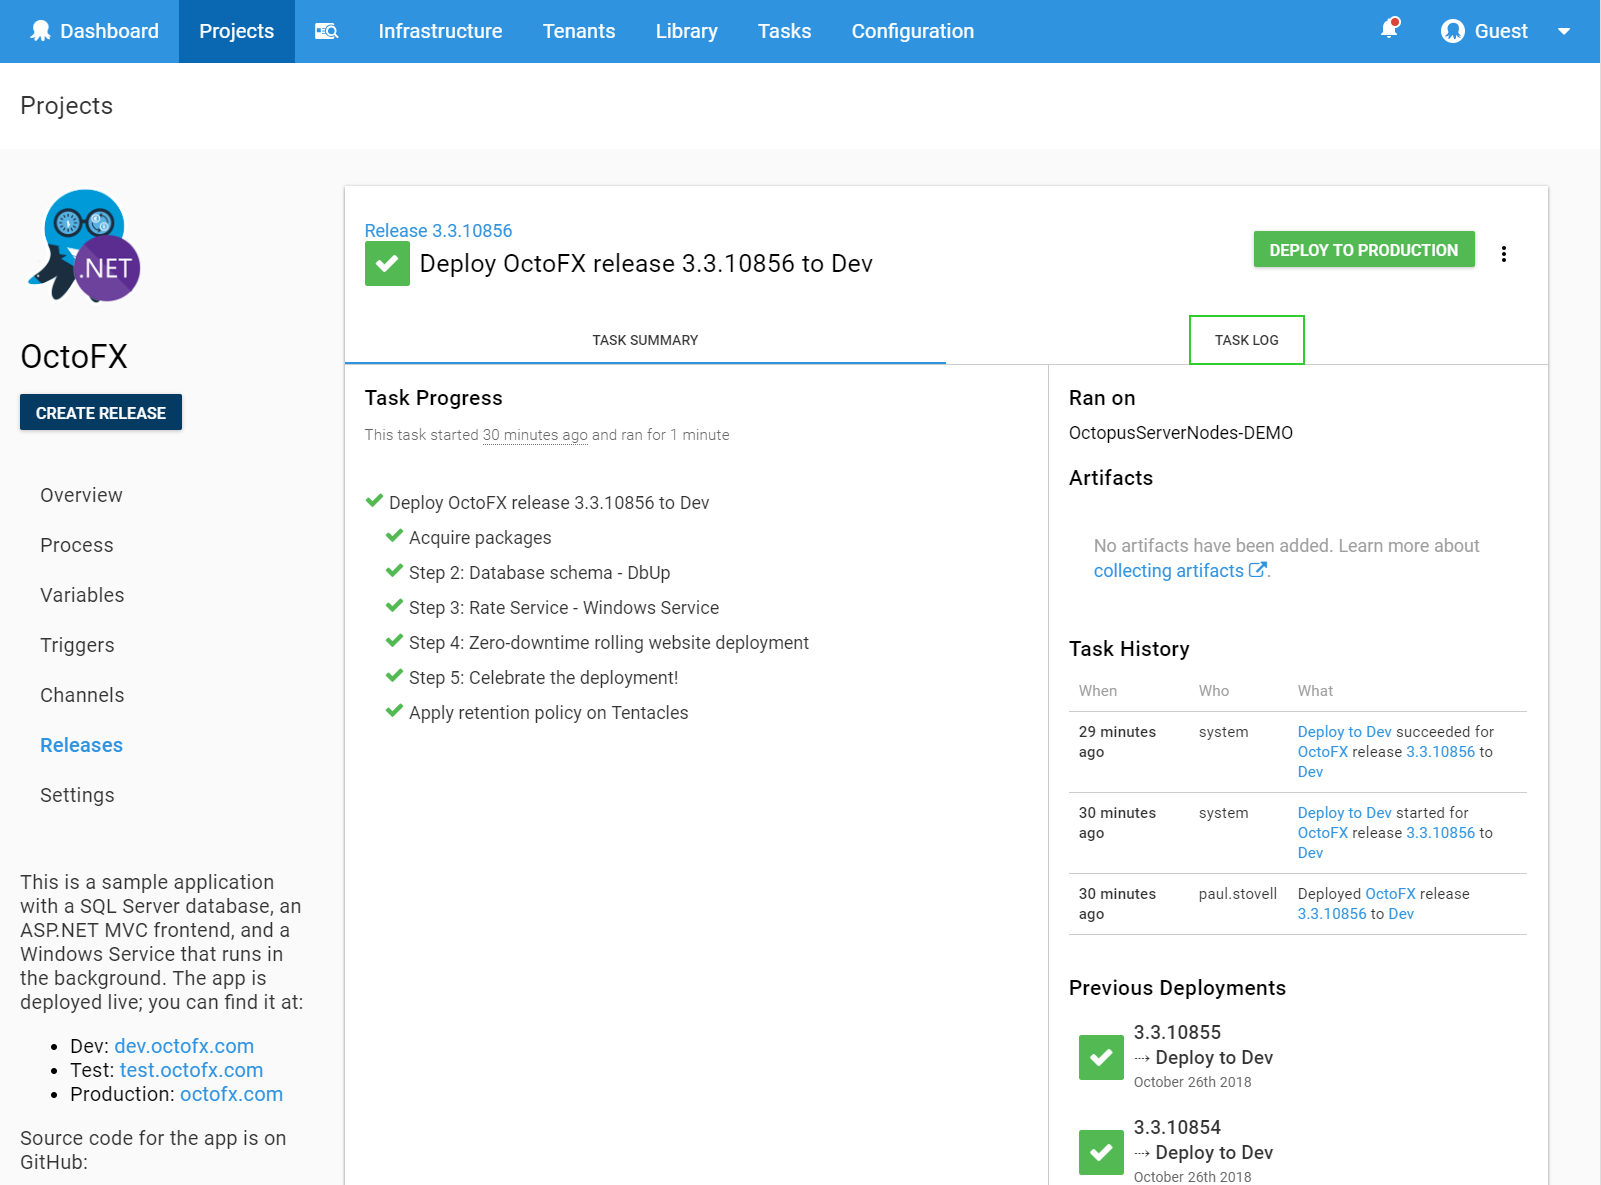 Dashboard Projects Infrastructure Tenants Library Tasks Configuration Guest
Projects
.NET
OctoFX
CREATE RELEASE
Overview
Process
Variables
Triggers
Channels
Releases
Settings
This is a sample application
with a SQL Server database, an
ASP.NET MVC frontend, and a
Windows Service that runs in
the background. The app is
deployed live; you can find it at:
Dev: dev.octofx.com
Test: test.octofx.com
Production: octofx.com
Source code for the app is on
GitHub:
Release 3.3.10856
Deploy OctoFX release 3.3.10856 to Dev
DEPLOY TO PRODUCTION
TASK SUMMARY TASK LOG
Task Progress
This task started 30 minutes ago and ran for 1 minute
Deploy OctoFX release 3.3.10856 to Dev
Acquire packages
Step 2: Database schema - DbUp
Step 3: Rate Service - Windows Service
Step 4: Zero-downtime rolling website deployment
Step 5: Celebrate the deployment!
Apply retention policy on Tentacles
Ran on
OctopusServerNodes-DEMO
Artifacts
No artifacts have been added. Learn more about
collecting artifacts.
Task History
When Who What
29 minutes ago system Deploy to Dev succeeded for
OctoFX release 3.3.10856 to
Dev
30 minutes ago system Deploy to Dev started for
OctoFX release 3.3.10856 to
Dev
30 minutes ago paul.stovell Deployed OctoFX release
3.3.10856 to Dev
Previous Deployments
3.3.10855
⤏ Deploy to Dev
October 26th 2018
3.3.10854
⤏ Deploy to Dev
October 26th 2018